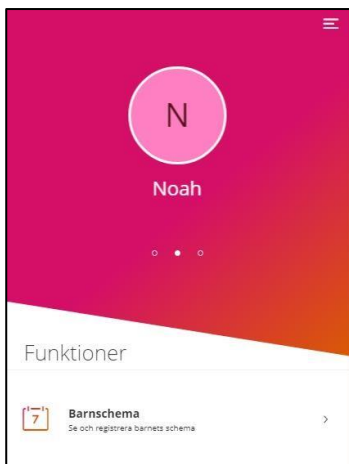 N
Noah
Funktioner
7
Barnschema
Se och registrera barnets schema